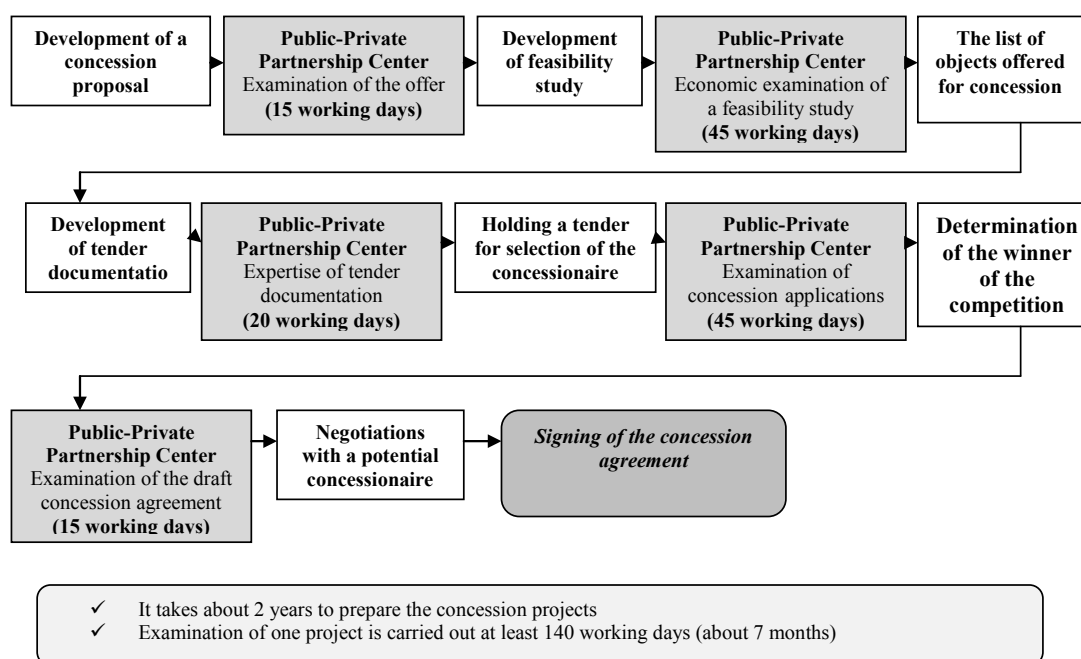 Development of a
concession
proposal
Public-Private
Partnership Center
Examination of the offer
(15 working days)
Development
of feasibility
study
Public-Private
Partnership Center
Economic examination of
a feasibility study
(45 working days)
The list of
objects offered
for concession
Development
of tender
documentatio
Public-Private
Partnership Center
Expertise of tender
documentation
(20 working days)
Holding a tender
for selection of the
concessionaire
Public-Private
Partnership Center
Examination of
concession applications
(45 working days)
Determination
of the winner
of the
competition
Public-Private
Partnership Center
Examination of the draft
concession agreement
(15 working days)
Negotiations
with a potential
concessionaire
Signing of the concession
agreement
✓ It takes about 2 years to prepare the concession projects
✓ Examination of one project is carried out at least 140 working days (about 7 months)